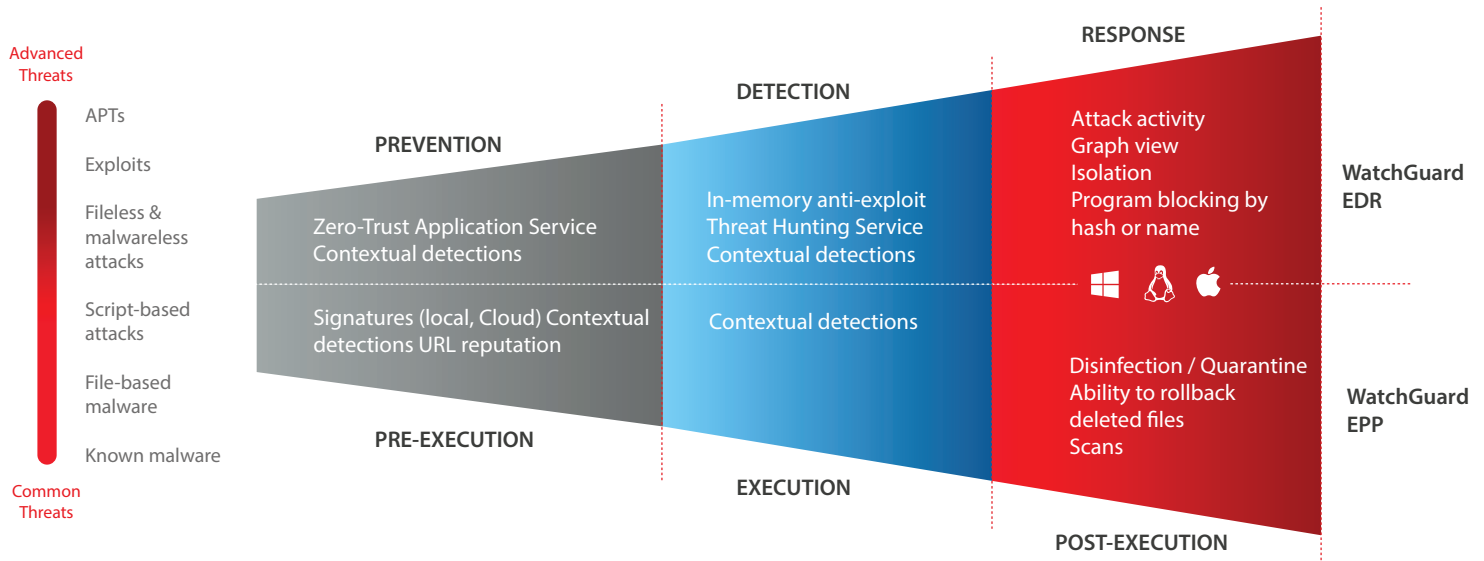 Advanced
Threats
APTs
Exploits
Fileless &
malwareless
attacks
Script-based
attacks
File-based
malware
Known malware
Common
Threats
PREVENTION
Zero-Trust Application Service
Contextual detections
Signatures (local, Cloud) Contextual
detections URL reputation
PRE-EXECUTION
DETECTION
In-memory anti-exploit
Threat Hunting Service
Contextual detections
Contextual detections
EXECUTION
RESPONSE
Attack activity
Graph view
Isolation
Program blocking by
hash or name
Disinfection / Quarantine
Ability to rollback
deleted files
Scans
POST-EXECUTION
WatchGuard
EDR
WatchGuard
EPP